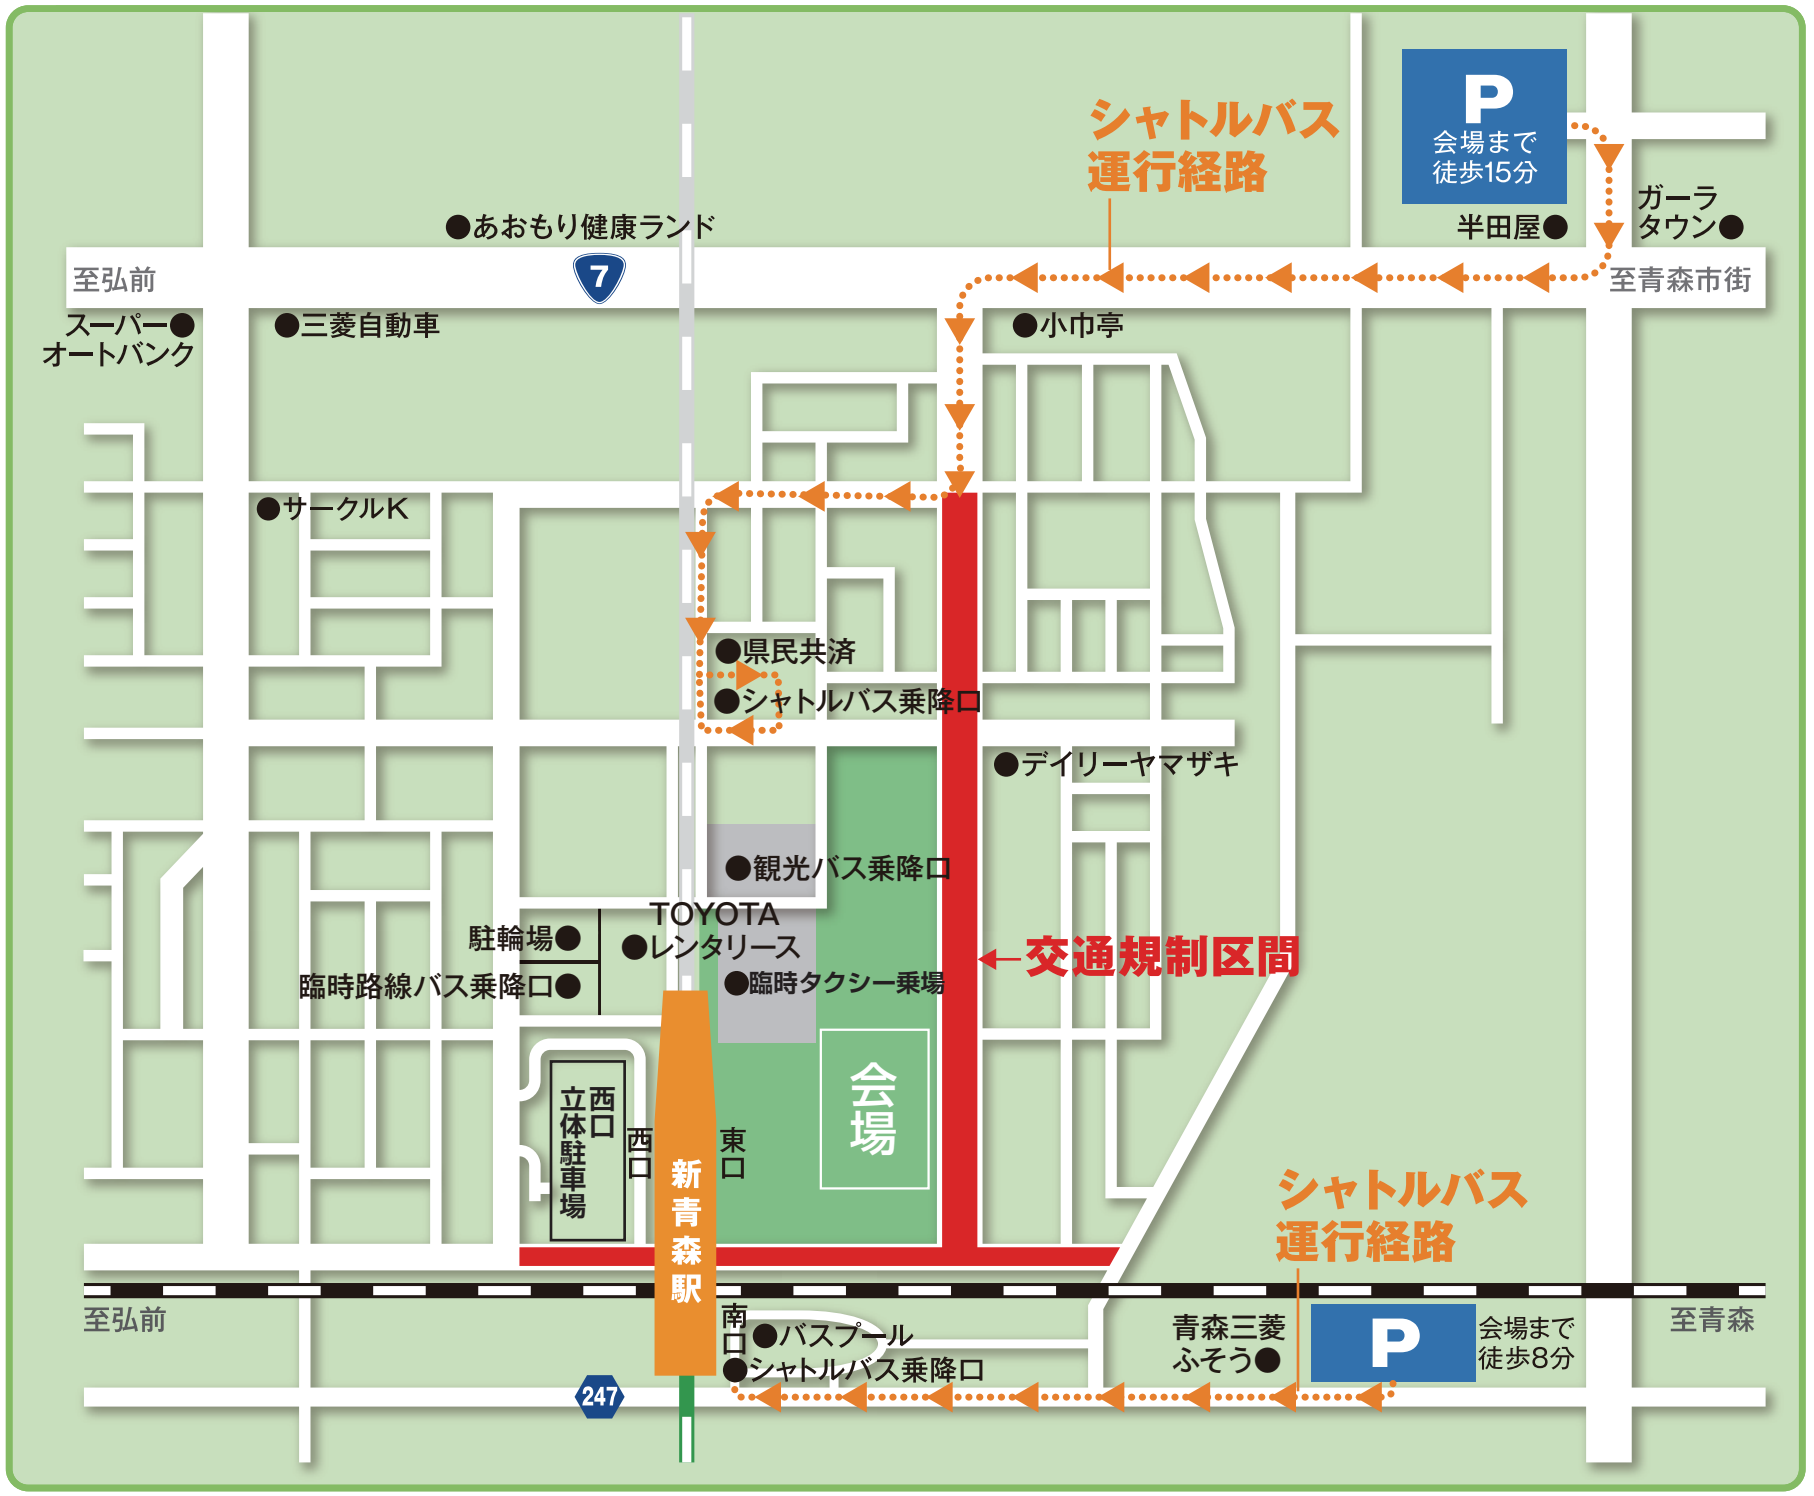 P
会場まで
徒歩15分
シャトルバス
運行経路
ガーラ
タウン●
半田屋●
●あおもり健康ランド
至弘前
7
至青森市街
スーパー●
オートバンク
●三菱自動車
●小巾亭
●サークルK
●県民共済
●シャトルバス乗降口
●デイリーヤマザキ
●観光バス乗降口
TOYOTA
●レンタリース
駐輪場●
臨時路線バス乗降口●
●臨時タクシー乗場
交通規制区間
会場
西口
立体駐車場
西口
東口
新青森駅
シャトルバス
運行経路
至弘前
南口
●バスプール
●シャトルバス乗降口
青森三菱
ふそう●
P
会場まで
徒歩8分
至青森
247